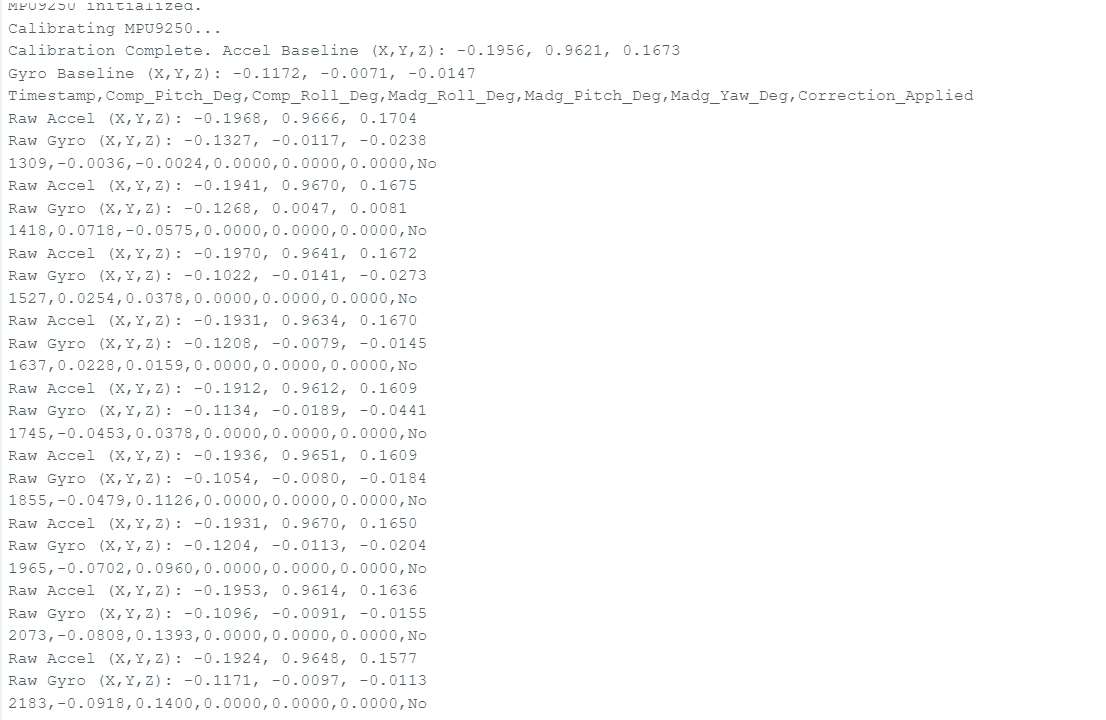 MPU9250 initialized.
Calibrating MPU9250...
Calibration Complete. Accel Baseline (X,Y,Z): -0.1956, 0.9621, 0.1673
Gyro Baseline (X,Y,Z): -0.1172, -0.0071, -0.0147
Timestamp,Comp_Pitch_Deg,Comp_Roll_Deg,Madg_Roll_Deg,Madg_Pitch_Deg,Madg_Yaw_Deg,Correction_Applied
Raw Accel (X,Y,Z): -0.1968, 0.9666, 0.1704
Raw Gyro (X,Y,Z): -0.1327, -0.0117, -0.0238
1309,-0.0036,-0.0024,0.0000,0.0000,0.0000,No
Raw Accel (X,Y,Z): -0.1941, 0.9670, 0.1675
Raw Gyro (X,Y,Z): -0.1268, 0.0047, 0.0081
1418,0.0718,-0.0575,0.0000,0.0000,0.0000,No
Raw Accel (X,Y,Z): -0.1970, 0.9641, 0.1672
Raw Gyro (X,Y,Z): -0.1022, -0.0141, -0.0273
1527,0.0254,0.0378,0.0000,0.0000,0.0000,No
Raw Accel (X,Y,Z): -0.1931, 0.9634, 0.1670
Raw Gyro (X,Y,Z): -0.1208, -0.0079, -0.0145
1637,0.0228,0.0159,0.0000,0.0000,0.0000,No
Raw Accel (X,Y,Z): -0.1912, 0.9612, 0.1609
Raw Gyro (X,Y,Z): -0.1134, -0.0189, -0.0441
1745,-0.0453,0.0378,0.0000,0.0000,0.0000,No
Raw Accel (X,Y,Z): -0.1936, 0.9651, 0.1609
Raw Gyro (X,Y,Z): -0.1054, -0.0080, -0.0184
1855,-0.0479,0.1126,0.0000,0.0000,0.0000,No
Raw Accel (X,Y,Z): -0.1931, 0.9670, 0.1650
Raw Gyro (X,Y,Z): -0.1204, -0.0113, -0.0204
1965,-0.0702,0.0960,0.0000,0.0000,0.0000,No
Raw Accel (X,Y,Z): -0.1953, 0.9614, 0.1636
Raw Gyro (X,Y,Z): -0.1096, -0.0091, -0.0155
2073,-0.0808,0.1393,0.0000,0.0000,0.0000,No
Raw Accel (X,Y,Z): -0.1924, 0.9648, 0.1577
Raw Gyro (X,Y,Z): -0.1171, -0.0097, -0.0113
2183,-0.0918,0.1400,0.0000,0.0000,0.0000,No